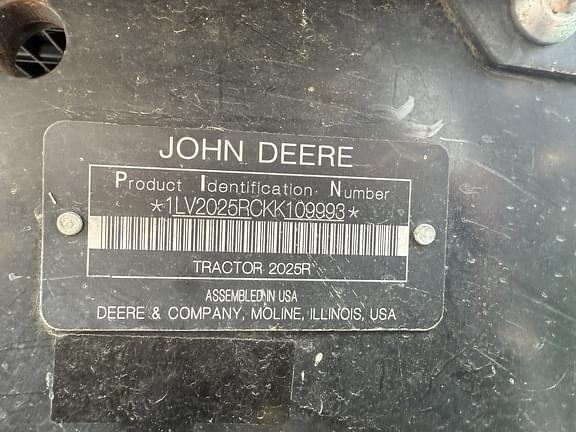 JOHN DEERE
Product Identification Number
*1LV2025RCKK109993*
TRACTOR 2025R
ASSEMBLED IN USA
DEERE & COMPANY, MOLINE, ILLINOIS, USA